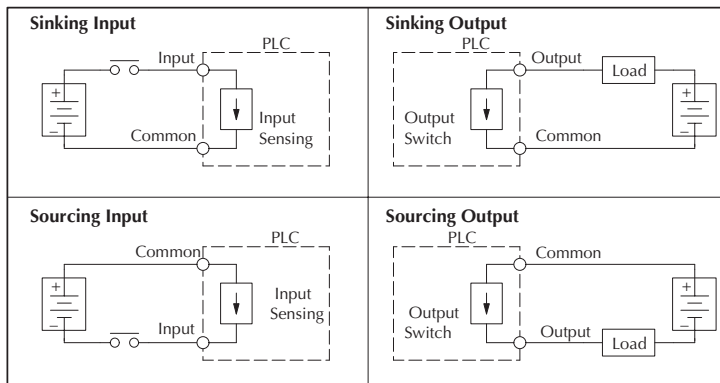 Sinking Input
PLC
Input
+
Input
Sensing
–
Common
Sinking Output
PLC
Output
Load
+
Output
Switch
–
Common
Sourcing Input
PLC
Common
+
Input
Sensing
–
Input
Sourcing Output
PLC
Common
+
Output
Switch
–
Output
Load